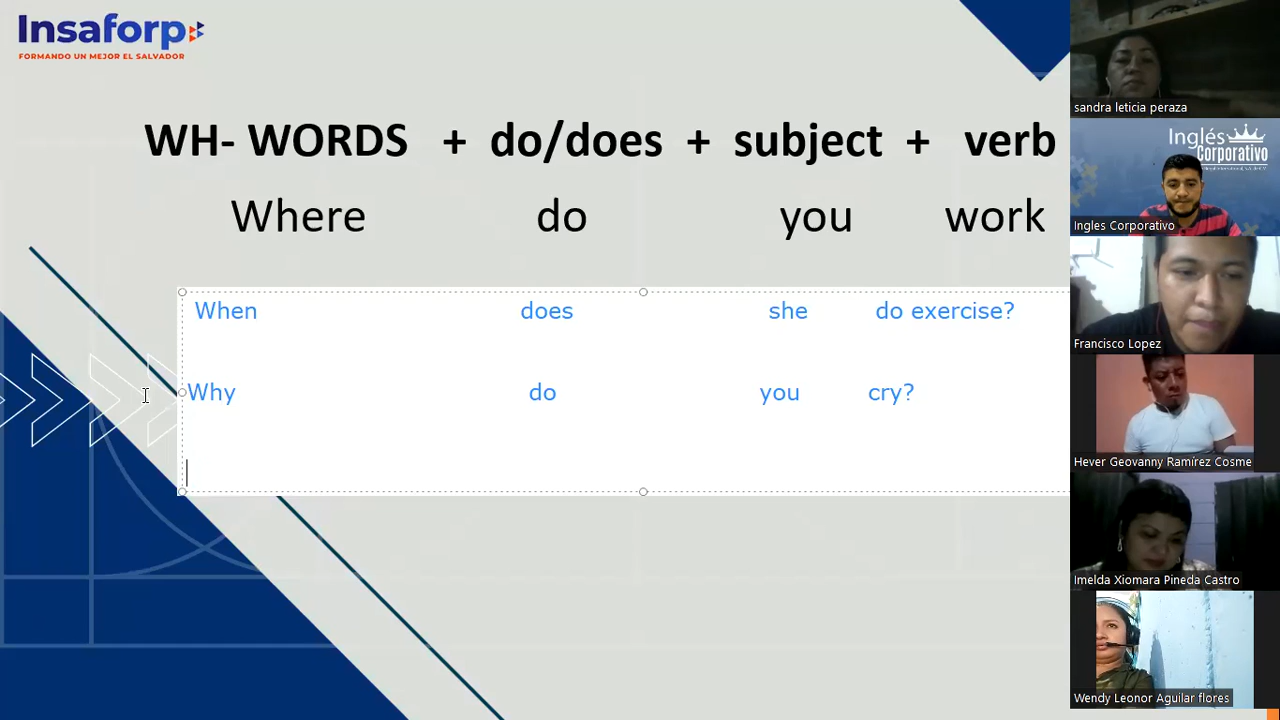 Insaforp
FORMANDO UN MEJOR EL SALVADOR
WH- WORDS + do/does + subject + verb
Where do you work
When does she do exercise?
Why do you cry?
sandra leticia peraza
Inglés
Corporativo
Ingles Corporativo
Francisco Lopez
Hever Geovanny Ramírez Cosme
Imelda Xiomara Pineda Castro
Wendy Leonor Aguilar flores